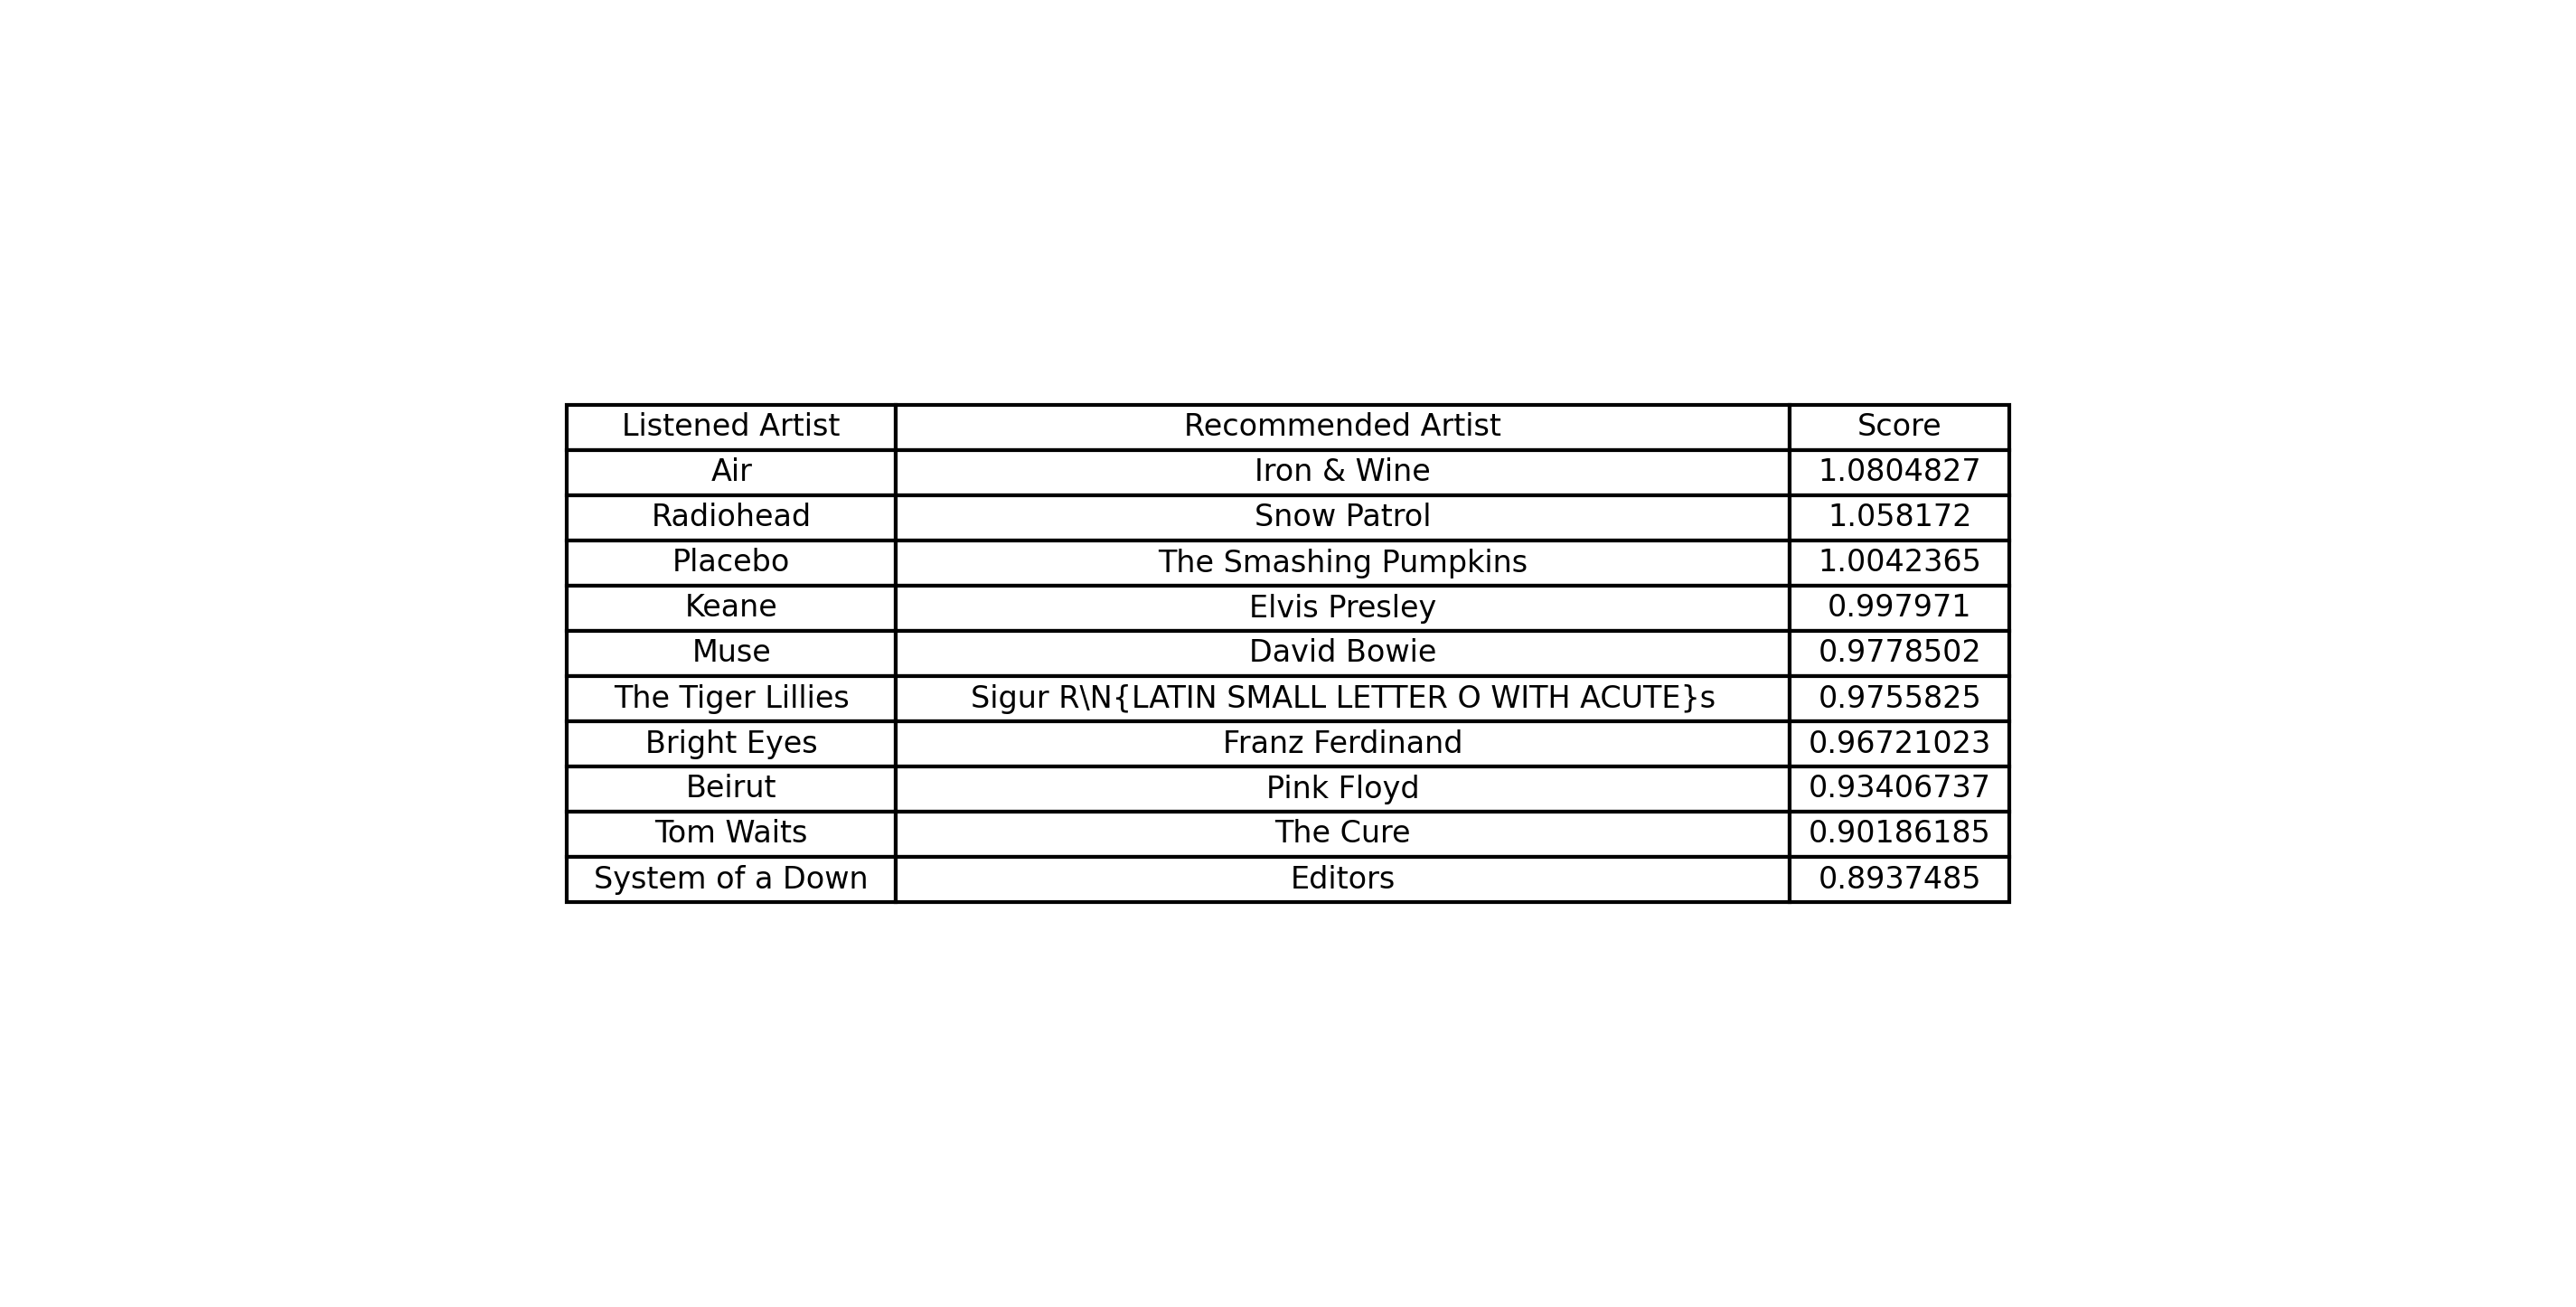 Listened Artist Recommended Artist Score
Air Iron & Wine 1.0804827
Radiohead Snow Patrol 1.058172
Placebo The Smashing Pumpkins 1.0042365
Keane Elvis Presley 0.997971
Muse David Bowie 0.9778502
The Tiger Lillies Sigur R\N{LATIN SMALL LETTER O WITH ACUTE}s 0.9755825
Bright Eyes Franz Ferdinand 0.96721023
Beirut Pink Floyd 0.93406737
Tom Waits The Cure 0.90186185
System of a Down Editors 0.8937485